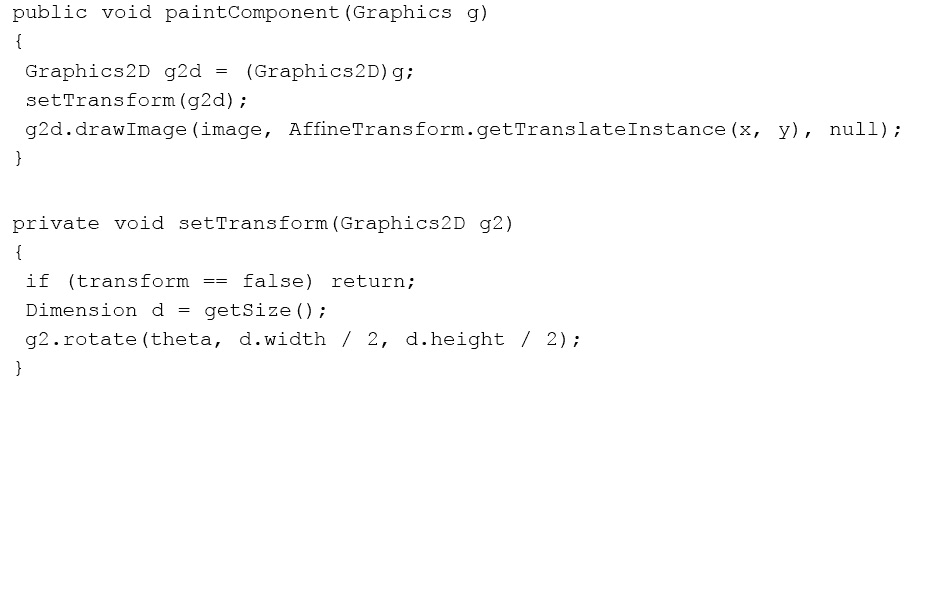 public void paintComponent(Graphics g)
{
Graphics2D g2d = (Graphics2D)g;
setTransform(g2d);
g2d.drawImage(image, AffineTransform.getTranslateInstance(x, y), null);
}
private void setTransform(Graphics2D g2)
{
if (transform == false) return;
Dimension d = getSize();
g2.rotate(theta, d.width / 2, d.height / 2);
}